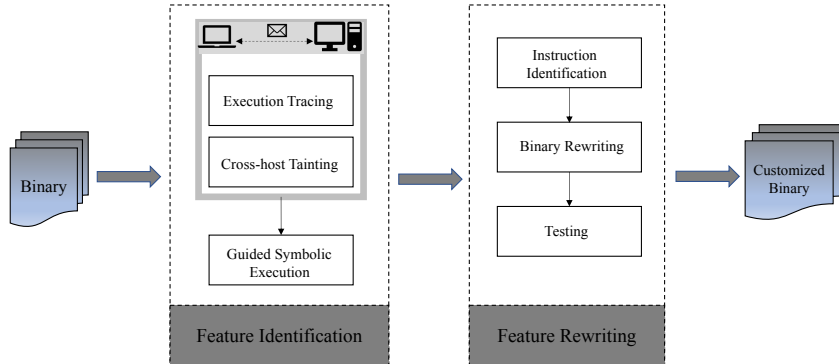 Binary
Execution Tracing
Cross-host Tainting
Guided Symbolic
Execution
Feature Identification
Instruction
Identification
Binary Rewriting
Testing
Feature Rewriting
Customized
Binary